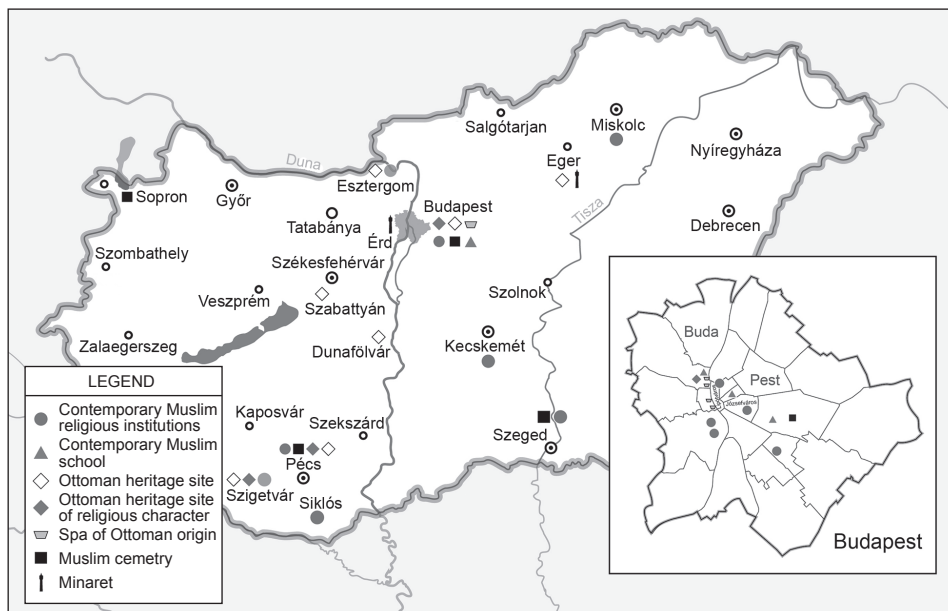 Salgótarjan
Miskolc
Nyíregyháza
Eger
Duna
Esztergom
Sopron
Győr
Tisza
Budapest
Tatabánya
Érd
Debrecen
Szombathely
Székesfehérvár
Veszprém
Szabattyán
Szolnok
Zalaegerszeg
Dunafölvár
Kecskemét
Kaposvár
Szekszárd
Szeged
Pécs
Szigetvár
Siklós
LEGEND
Contemporary Muslim
religious institutions
Contemporary Muslim
school
Ottoman heritage site
Ottoman heritage site
of religious character
Spa of Ottoman origin
Muslim cemetry
Minaret
Buda
Pest
Józsefváros
Budapest